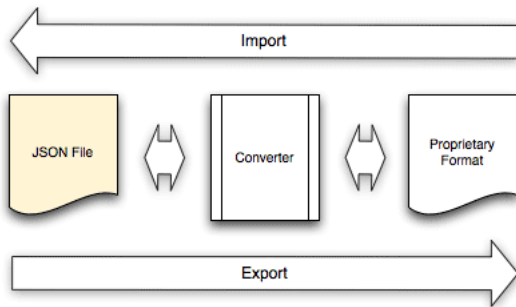 Import
JSON File
Converter
Proprietary
Format
Export